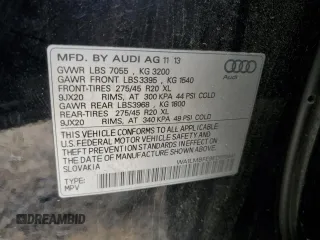 MFD. BY AUDI AG 11 13
GVWR LBS 7055 , KG 3200
GAWR FRONT LBS3395 , KG 1540
FRONT-TIRES 275/45 R20 XL
9JX20 RIMS, AT 300 KPA 44 PSI COLD
GAWR REAR LBS3968 , KG 1800
REAR-TIRES 275/45 R20 XL
9JX20 RIMS, AT 340 KPA 49 PSI COLD
THIS VEHICLE CONFORMS TO ALL APPLICABLE
U.S. FEDERAL MOTOR VEHICLE SAFETY, BUMPER, AND
THEFT PREVENTION STANDARDS IN EFFECT ON THE
DATE OF MANUFACTURE SHOWN ABOVE.
SLOVAKIA
TYPE:
MPV
DREAMBID